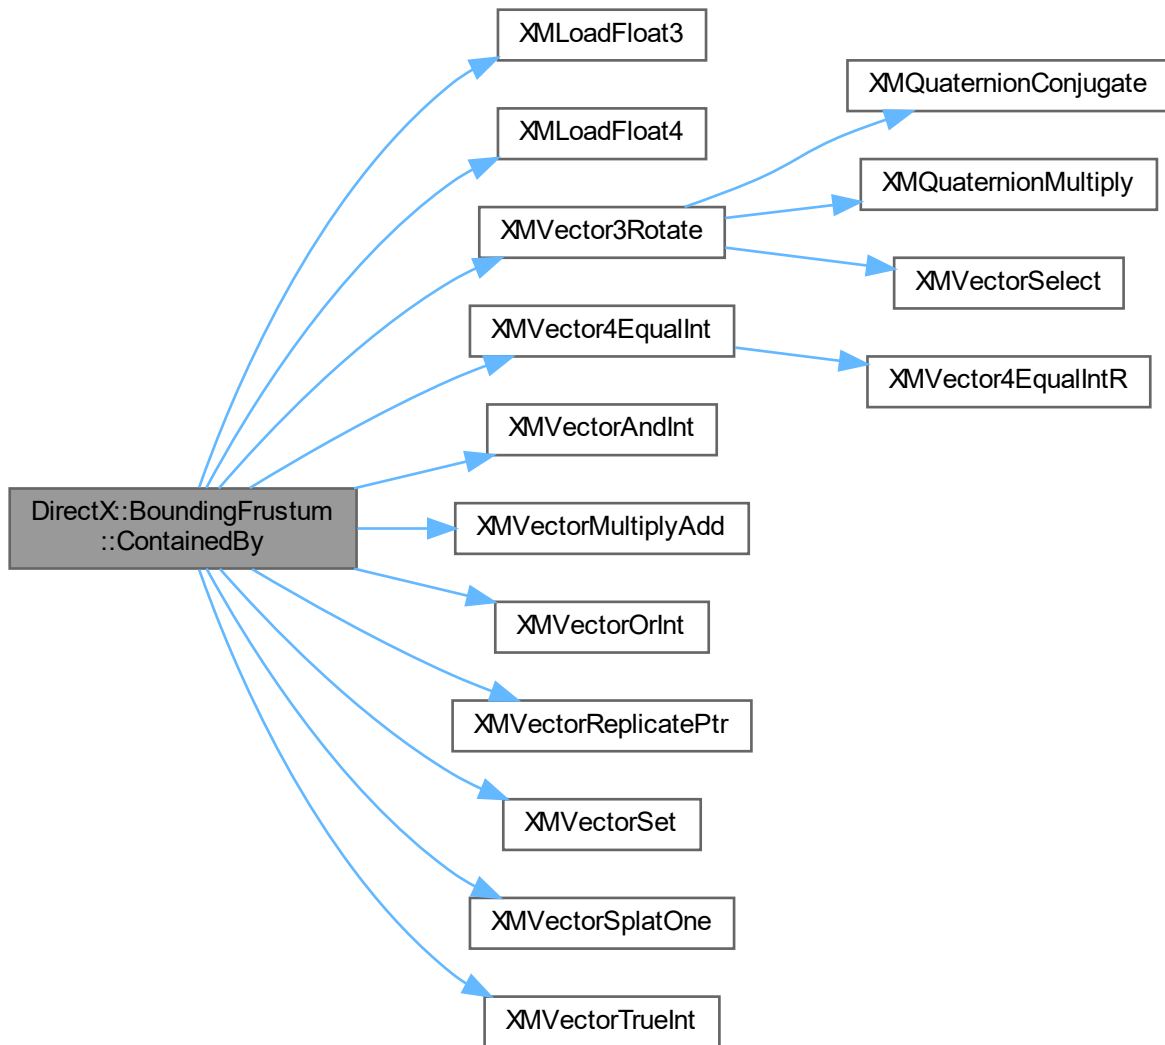 DirectX::BoundingFrustum
::ContainedBy
XMLoadFloat3
XMLoadFloat4
XMVector3Rotate
XMQuaternionConjugate
XMQuaternionMultiply
XMVectorSelect
XMVector4EqualInt
XMVector4EqualIntR
XMVectorAndInt
XMVectorMultiplyAdd
XMVectorOrInt
XMVectorReplicatePtr
XMVectorSet
XMVectorSplatOne
XMVectorTrueInt